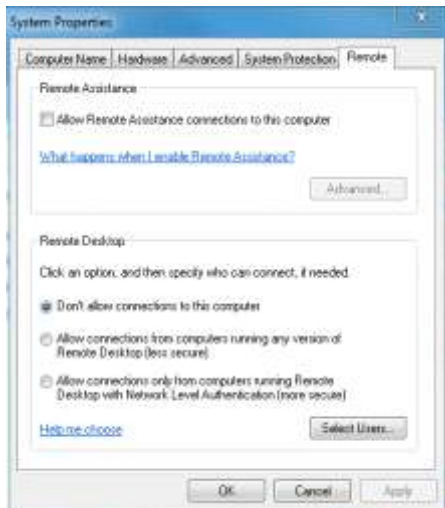 System Properties
Computer Name Hardware Advanced System Protection Remote
Remote Assistance
Allow Remote Assistance connections to this computer
What happens when I enable Remote Assistance?
Advanced...
Remote Desktop
Click an option, and then specify who can connect, if needed.
Don't allow connections to this computer
Allow connections from computers running any version of
Remote Desktop (less secure)
Allow connections only from computers running Remote
Desktop with Network Level Authentication (more secure)
Help me choose
Select Users...
OK Cancel Apply